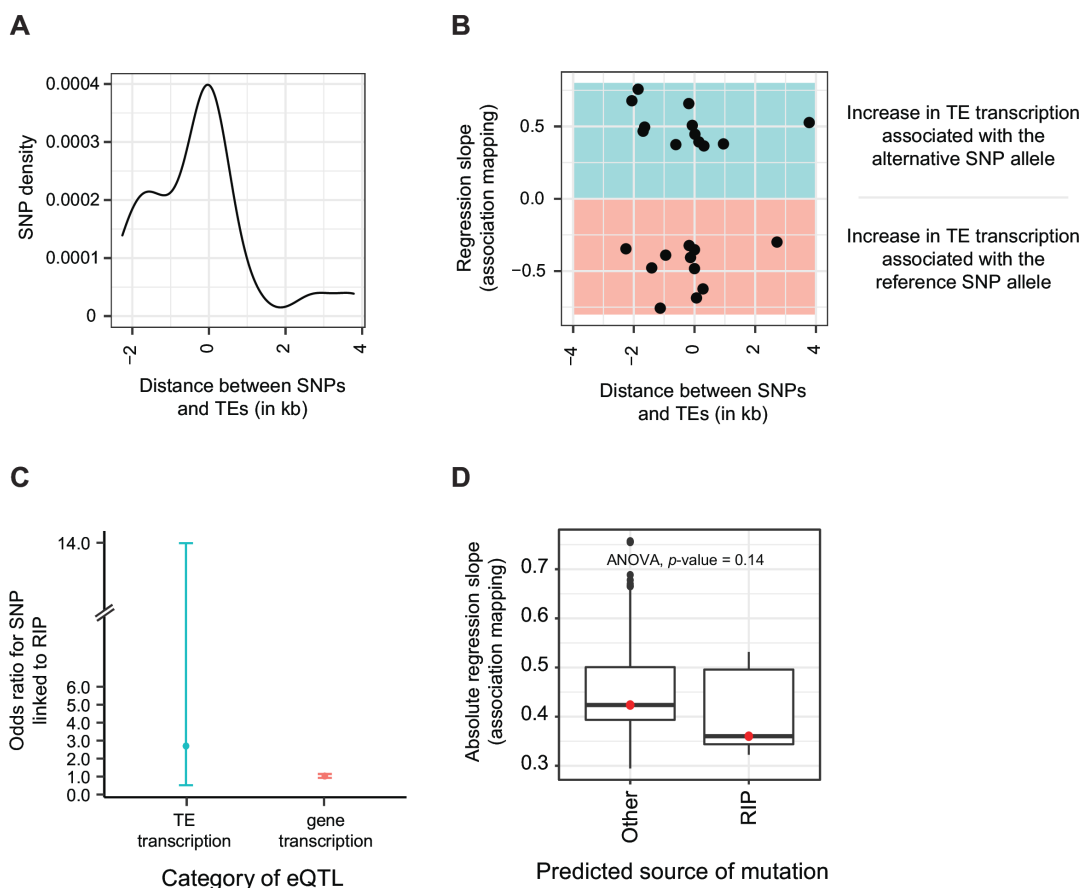 A
SNP density
0.0004
0.0003
0.0002
0.0001
0
−2
0
2
4
Distance between SNPs
and TEs (in kb)
B
Regression slope
(association mapping)
0.5
0.0
−0.5
−4
−2
0
2
4
Distance between SNPs
and TEs (in kb)
Increase in TE transcription
associated with the
alternative SNP allele
Increase in TE transcription
associated with the
reference SNP allele
C
Odds ratio for SNP
linked to RIP
14.0
6.0
5.0
4.0
3.0
2.0
1.0
0.0
TE
transcription
gene
transcription
Category of eQTL
D
Absolute regression slope
(association mapping)
0.7
0.6
0.5
0.4
0.3
ANOVA, p-value = 0.14
Other
RIP
Predicted source of mutation